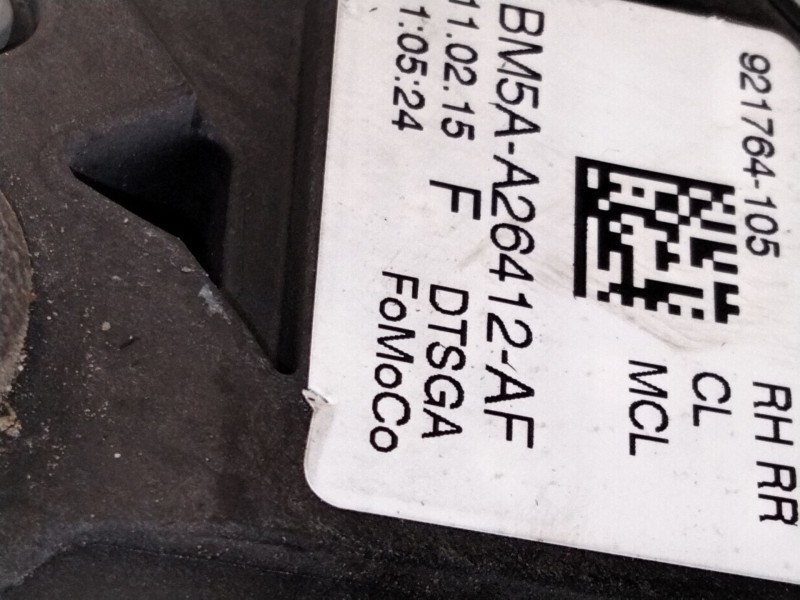 921764-105
RH RR
CL
MCL
BM5A-A26412-AF
11.02.15 F DTSGA
1:05:24 FoMoCo